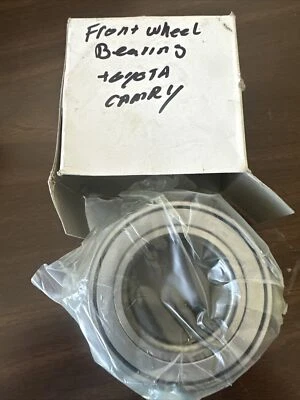 Front wheel
Bearing
toyoTA
CAMRY